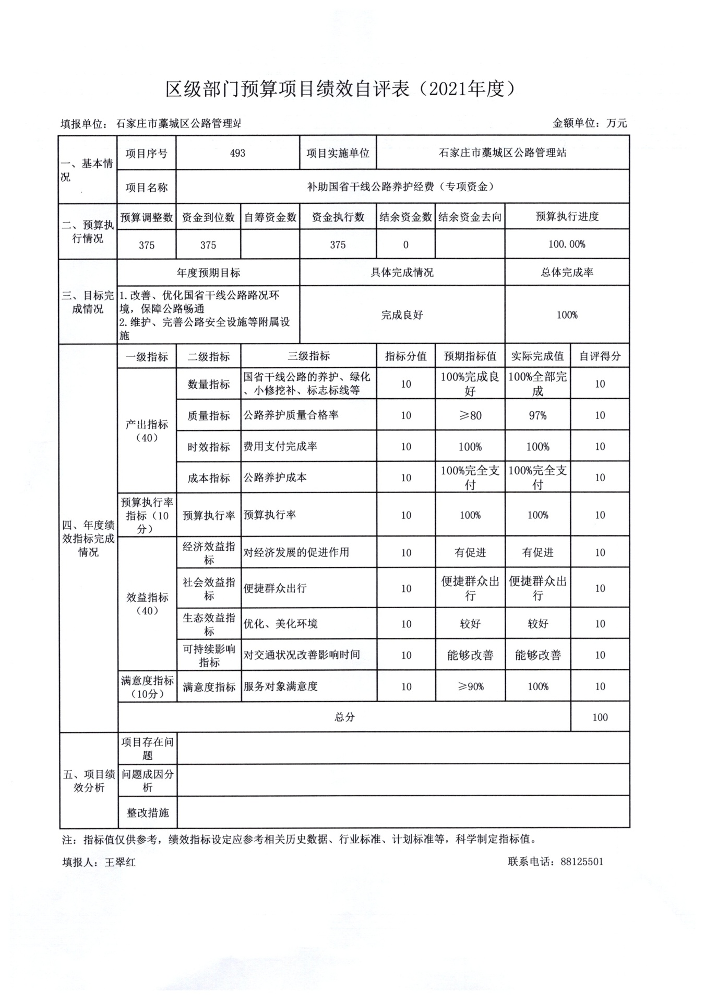 区级部门预算项目绩效自评表（2021年度）
填报单位： 石家庄市藁城区公路管理站 金额单位：万元
一、基本情
况
项目序号 493 项目实施单位 石家庄市藁城区公路管理站
项目名称 补助国省干线公路养护经费（专项资金）
二、预算执
行情况
预算调整数 资金到位数 自筹资金数 资金执行数 结余资金数 结余资金去向 预算执行进度
375 375 375 0 100.00%
三、目标完
成情况
年度预期目标 具体完成情况 总体完成率
1.改善、优化国省干线公路路况环
境，保障公路畅通
2.维护、完善公路安全设施等附属设
施
完成良好 100%
四、年度绩
效指标完成
情况
一级指标 二级指标 三级指标 指标分值 预期指标值 实际完成值 自评得分
产出指标
（40）
数量指标
国省干线公路的养护、绿化
、小修挖补、标志标线等
10
100%完成良
好
100%全部完
成
10
质量指标 公路养护质量合格率 10 ≥80 97% 10
时效指标 费用支付完成率 10 100% 100% 10
成本指标 公路养护成本 10
100%完全支
付
100%完全支
付
10
预算执行率
指标（10
分）
预算执行率 预算执行率 10 100% 100% 10
效益指标
（40）
经济效益指
标
对经济发展的促进作用 10 有促进 有促进 10
社会效益指
标
便捷群众出行 10
便捷群众出
行
便捷群众出
行
10
生态效益指
标
优化、美化环境 10 较好 较好 10
可持续影响
指标
对交通状况改善影响时间 10 能够改善 能够改善 10
满意度指标
（10分）
满意度指标 服务对象满意度 10 ≥90% 100% 10
总分 100
五、项目绩
效分析
项目存在问
题
问题成因分
析
整改措施
注：指标值仅供参考，绩效指标设定应参考相关历史数据、行业标准、计划标准等，科学制定指标值。
填报人：王翠红 联系电话：88125501